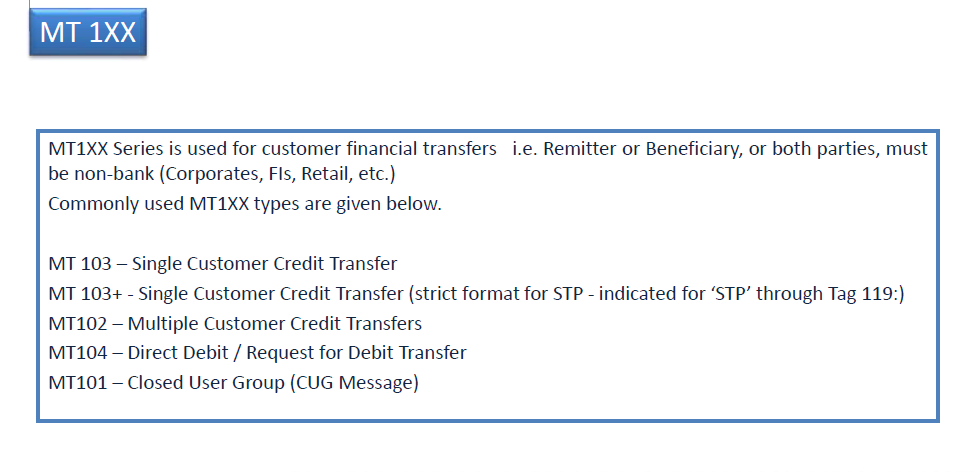 MT 1XX
MT1XX Series is used for customer financial transfers   i.e. Remitter or Beneficiary, or both parties, must
be non-bank (Corporates, FIs, Retail, etc.)
Commonly used MT1XX types are given below.
MT 103 – Single Customer Credit Transfer
MT 103+ - Single Customer Credit Transfer (strict format for STP - indicated for ‘STP’ through Tag 119:)
MT102 – Multiple Customer Credit Transfers
MT104 – Direct Debit / Request for Debit Transfer
MT101 – Closed User Group (CUG Message)